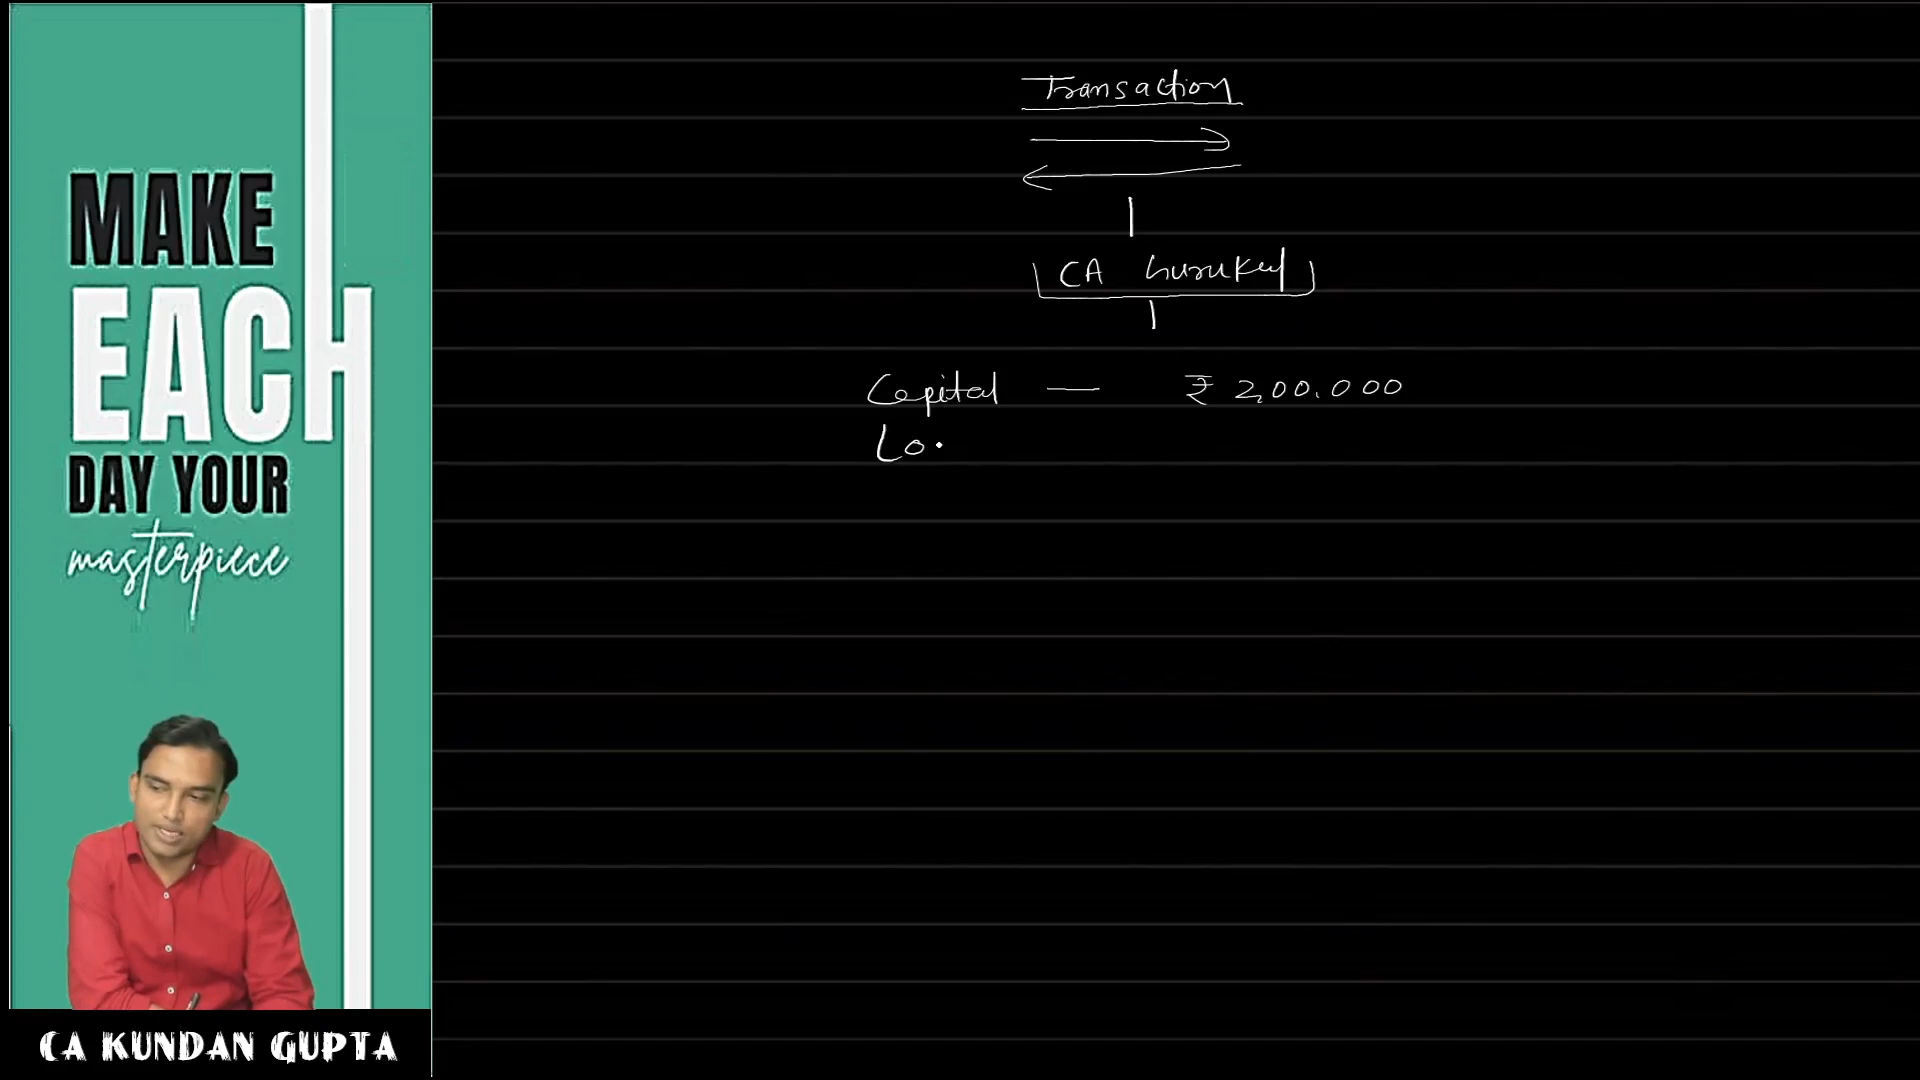 MAKE
EACH
DAY YOUR
masterpiece
CA KUNDAN GUPTA
Transaction
CA Gurukul
Capital — ₹ 2,00,000
Lo